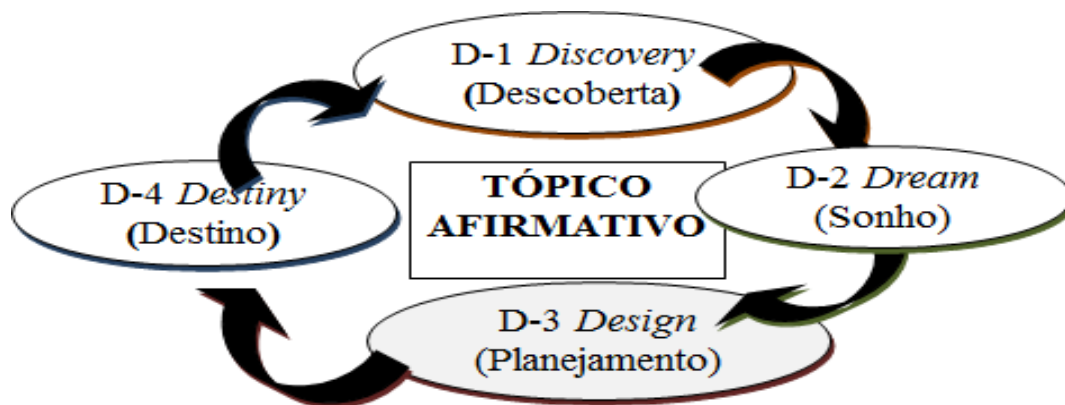 D-1 Discovery
(Descoberta)
D-2 Dream
(Sonho)
D-3 Design
(Planejamento)
D-4 Destiny
(Destino)
TÓPICO
AFIRMATIVO